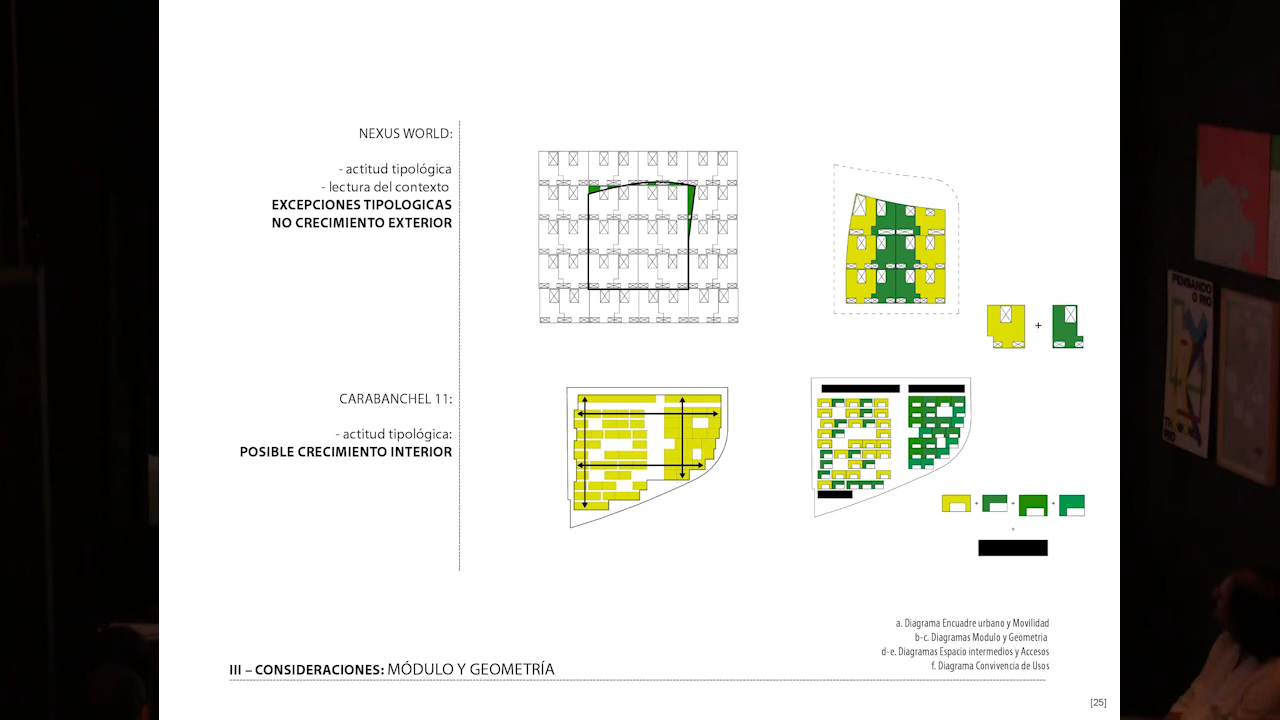 NEXUS WORLD:
- actitud tipológica
- lectura del contexto
EXCEPCIONES TIPOLOGICAS
NO CRECIMIENTO EXTERIOR
+
CARABANCHEL 11:
- actitud tipológica:
POSIBLE CRECIMIENTO INTERIOR
+ + +
+
a. Diagrama Encuadre urbano y Movilidad
b-c. Diagramas Modulo y Geometria
d-e. Diagramas Espacio intermedios y Accesos
f. Diagrama Convivencia de Usos
III – CONSIDERACIONES: MÓDULO Y GEOMETRÍA
[25]
PENSANDO
O RIO